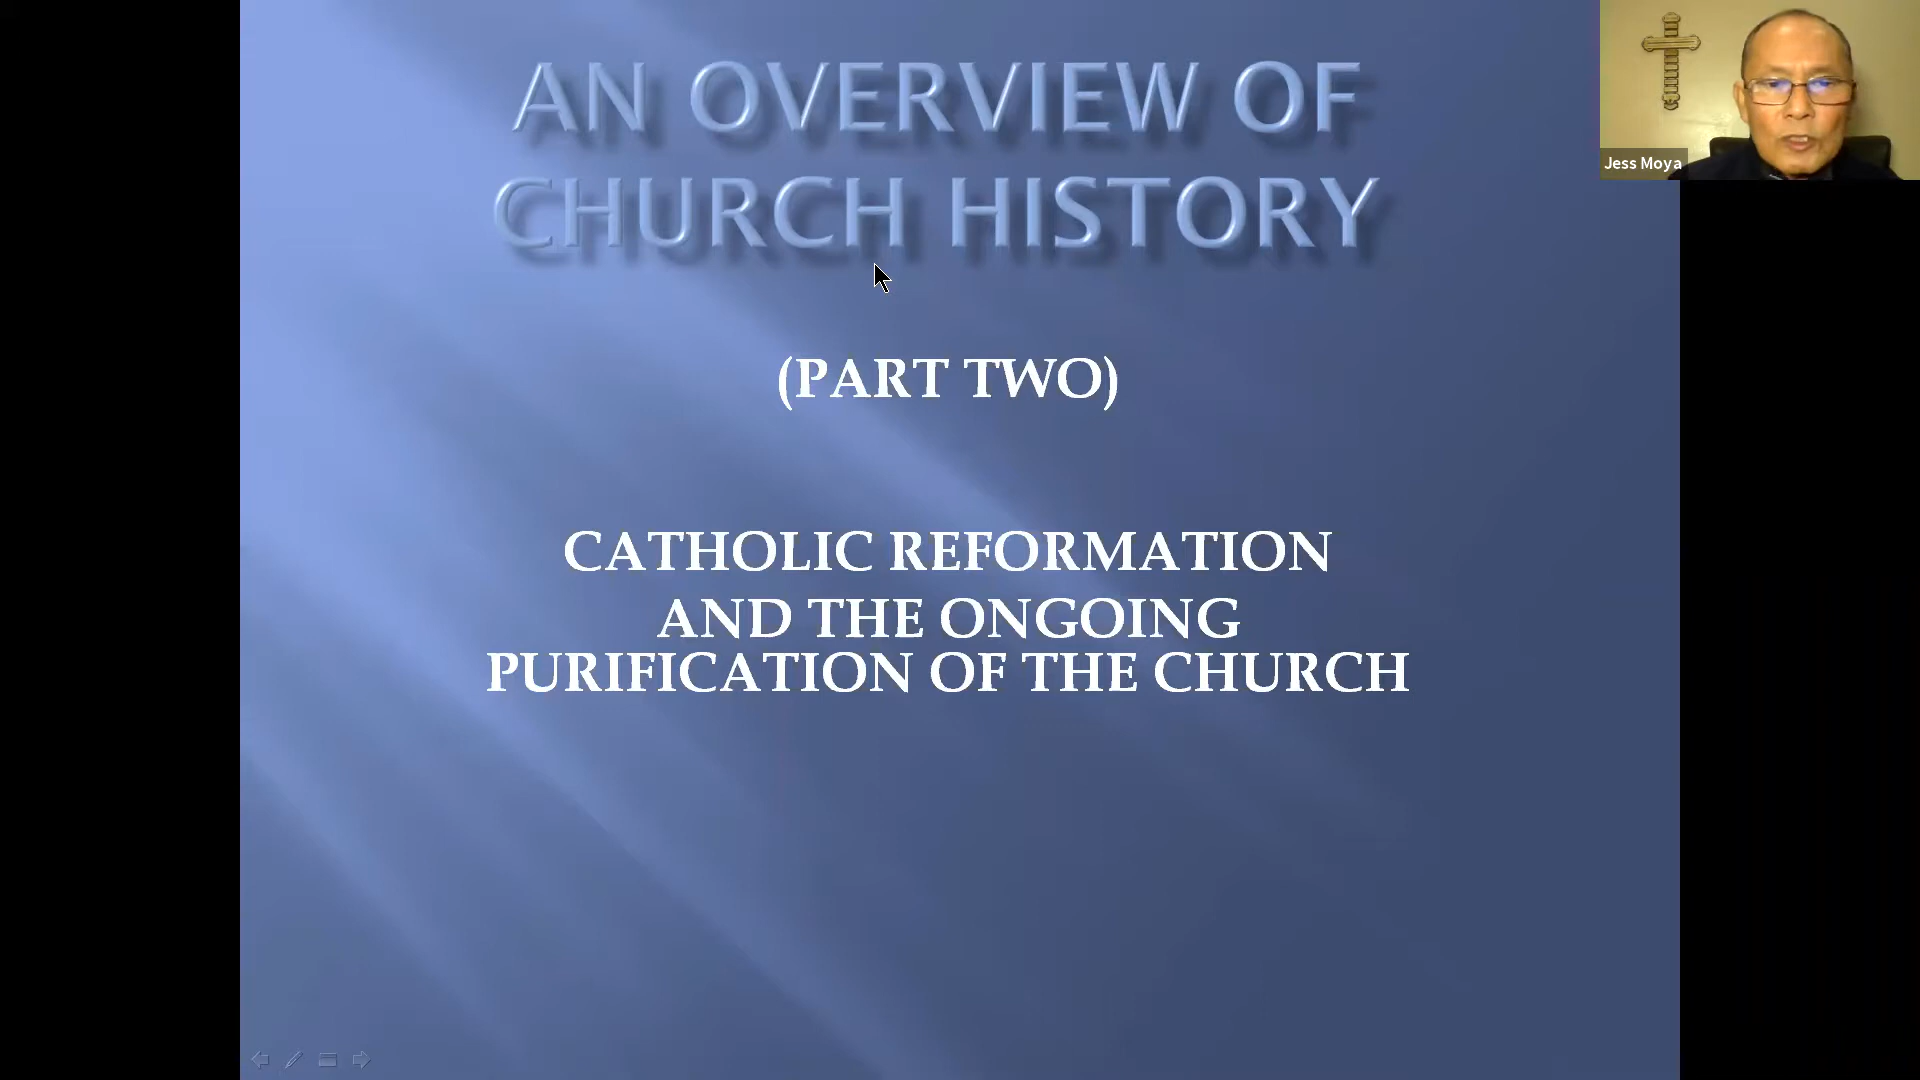 AN OVERVIEW OF
CHURCH HISTORY
(PART TWO)
CATHOLIC REFORMATION
AND THE ONGOING
PURIFICATION OF THE CHURCH
Jess Moya